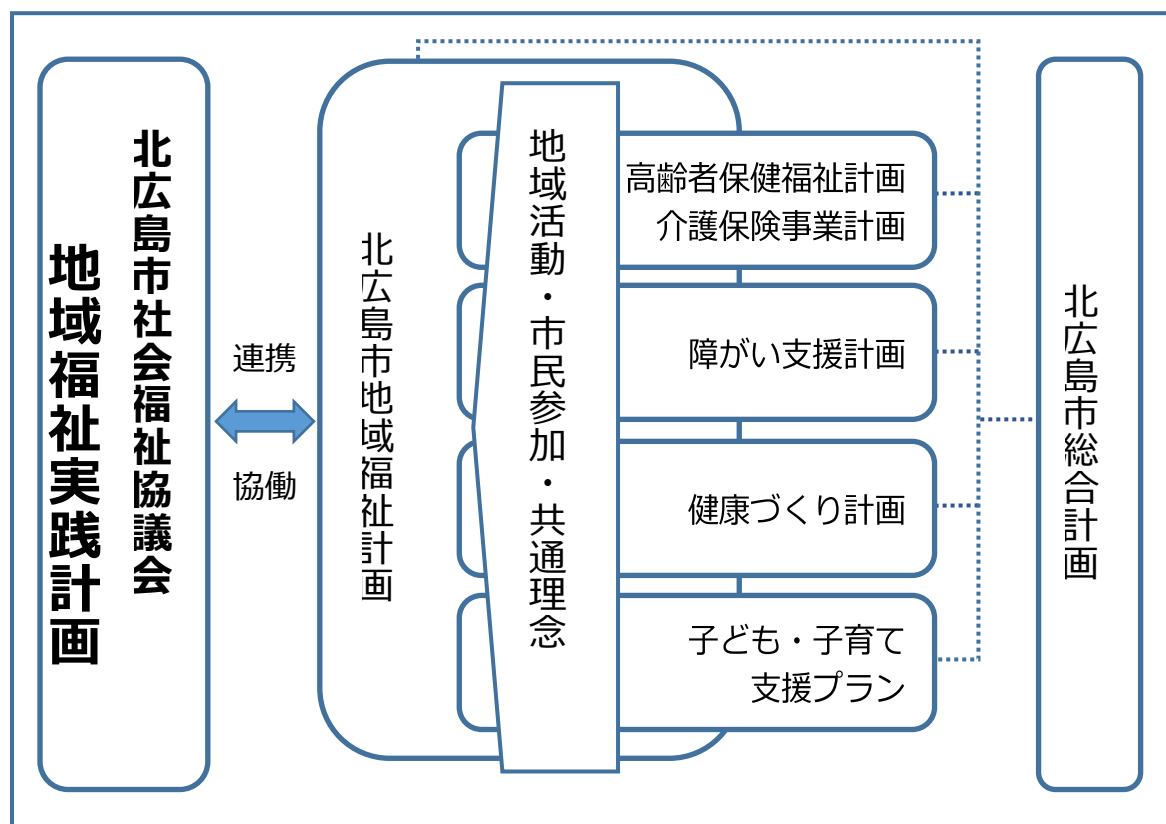 北広島市社会福祉協議会
地域福祉実践計画
連携
協働
北広島市地域福祉計画
地域活動・市民参加・共通理念
高齢者保健福祉計画
介護保険事業計画
障がい支援計画
健康づくり計画
子ども・子育て
支援プラン
北広島市総合計画